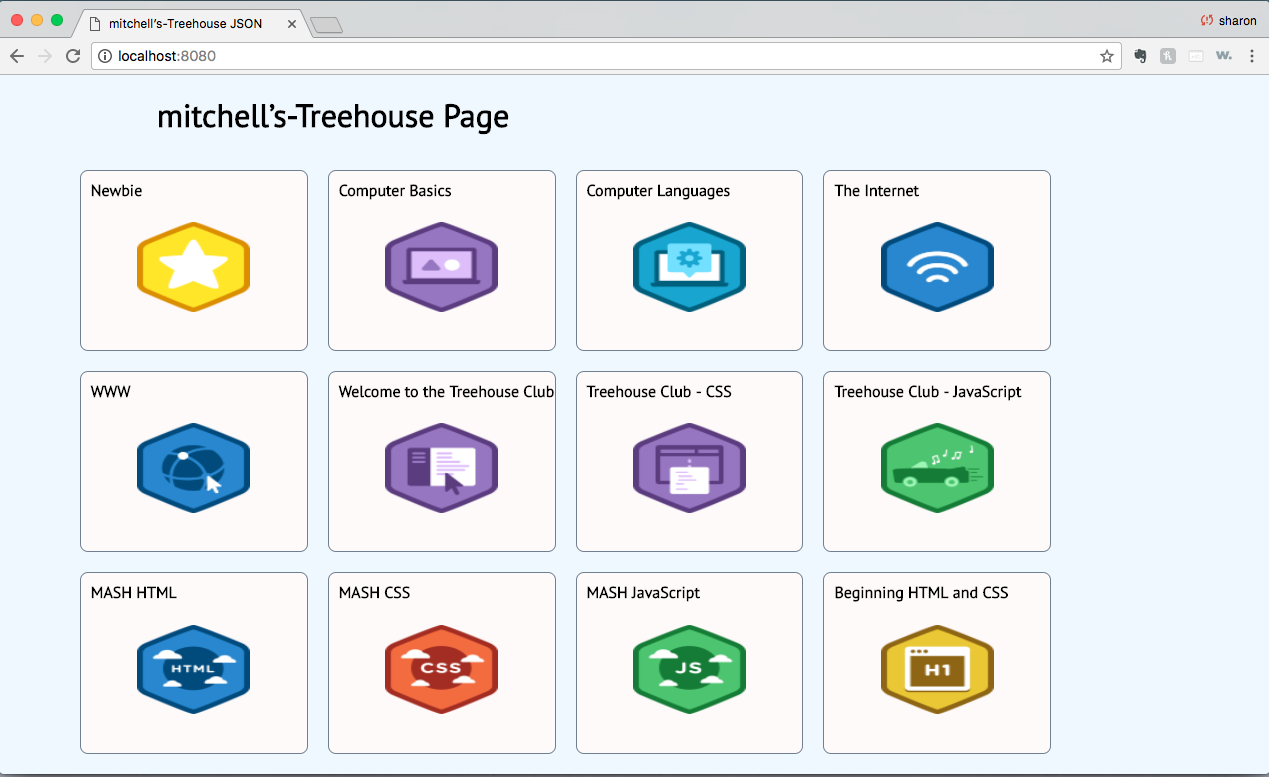 mitchell’s-Treehouse JSON
sharon
localhost:8080
W.
mitchell’s-Treehouse Page
Newbie
Computer Basics
Computer Languages
The Internet
WWW
Welcome to the Treehouse Club
Treehouse Club - CSS
Treehouse Club - JavaScript
MASH HTML
MASH CSS
MASH JavaScript
Beginning HTML and CSS
HTML
CSS
JS
H1